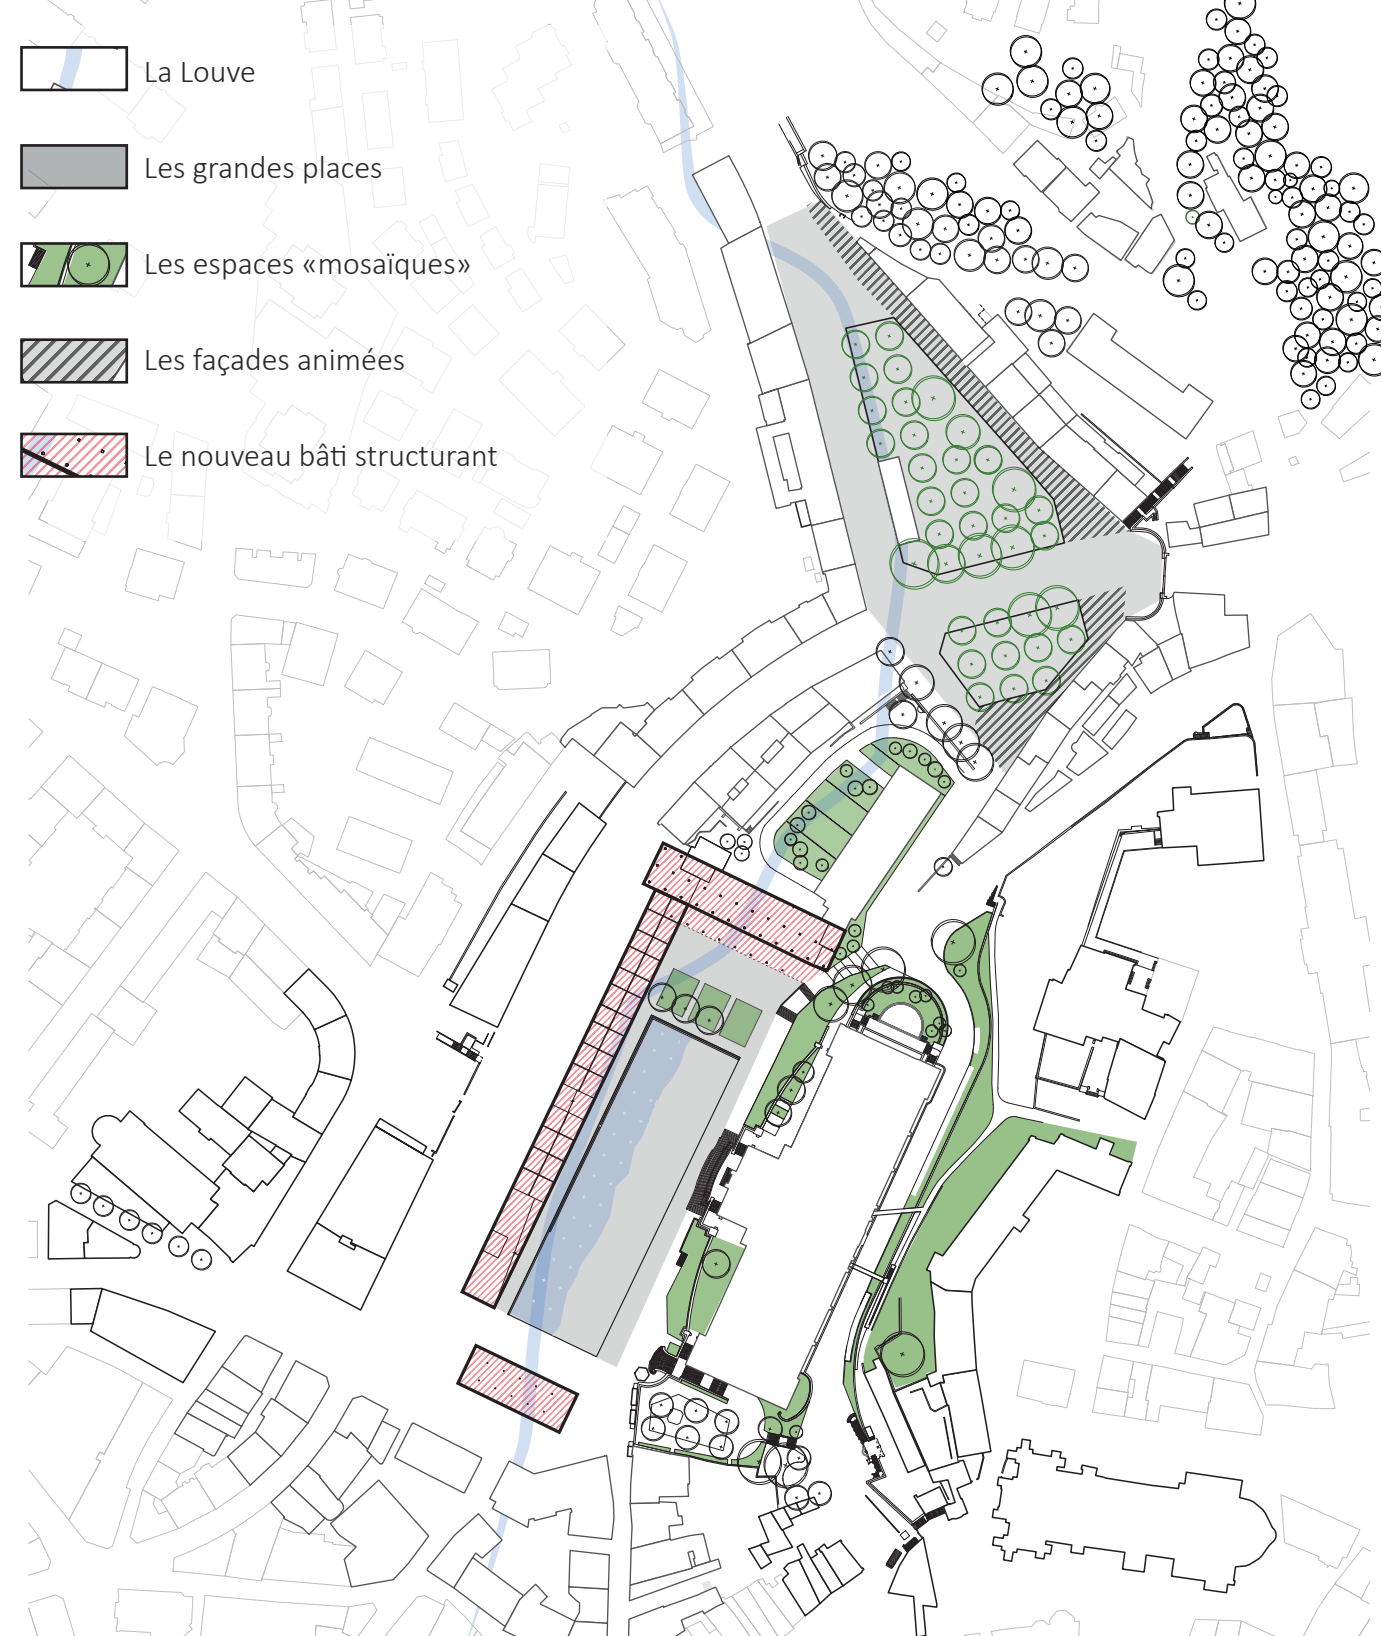 La Louve
Les grandes places
Les espaces «mosaïques»
Les façades animées
Le nouveau bâti structurant